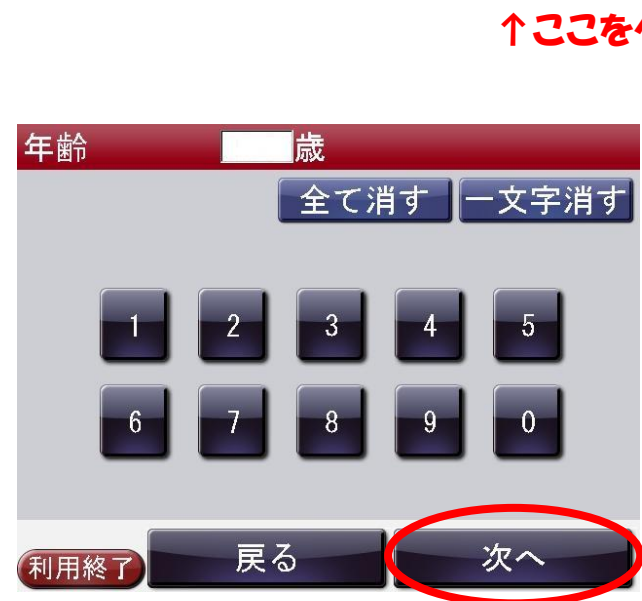 ↑ここを
年齢 歳
全て消す 一文字消す
1 2 3 4 5
6 7 8 9 0
利用終了 戻る 次へ